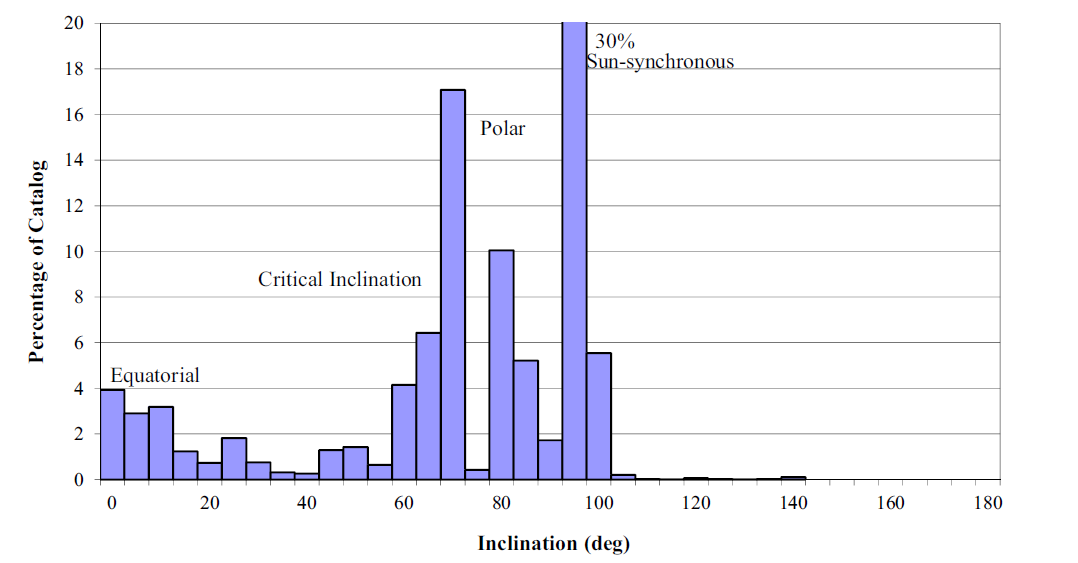 20
30%
Sun-synchronous
18
16
Polar
14
12
10
Critical Inclination
8
6
Equatorial
4
2
0
Percentage of Catalog
0 20 40 60 80 100 120 140 160 180
Inclination (deg)